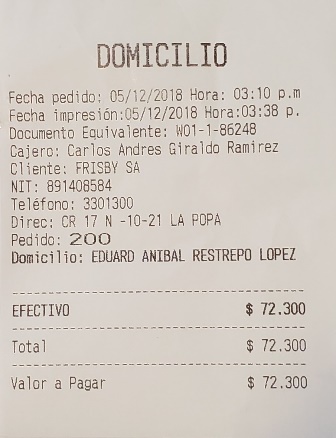 DOMICILIO
Fecha pedido: 05/12/2018 Hora: 03:10 p.m
Fecha impresión:05/12/2018 Hora:03:38 p.
Documento Equivalente: W01-1-86248
Cajero: Carlos Andres Giraldo Ramirez
Cliente: FRISBY SA
NIT: 891408584
Teléfono: 3301300
Direc: CR 17 N -10-21 LA POPA
Pedido: 200
Domicilio: EDUARD ANIBAL RESTREPO LOPEZ
EFECTIVO $ 72.300
Total $ 72.300
Valor a Pagar $ 72.300